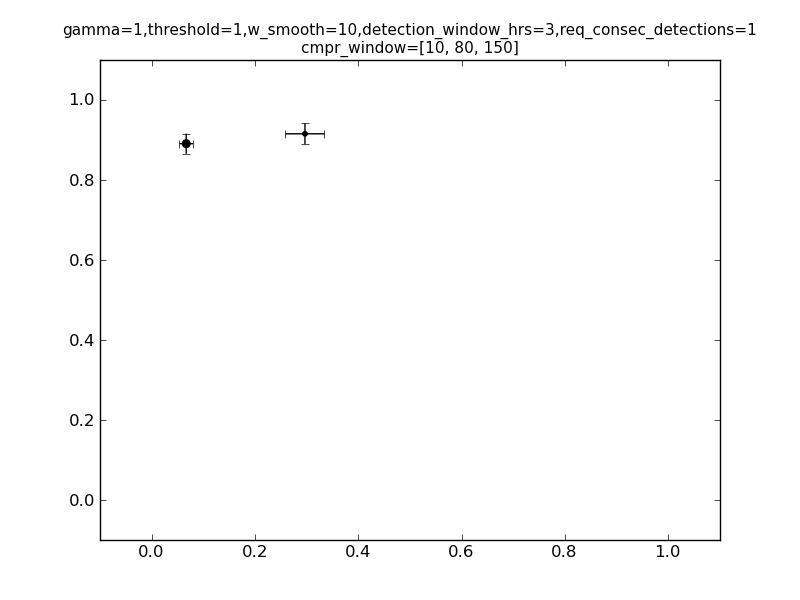 gamma=1,threshold=1,w_smooth=10,detection_window_hrs=3,req_consec_detections=1
cmpr_window=[10, 80, 150]
1.0
0.8
0.6
0.4
0.2
0.0
0.0 0.2 0.4 0.6 0.8 1.0